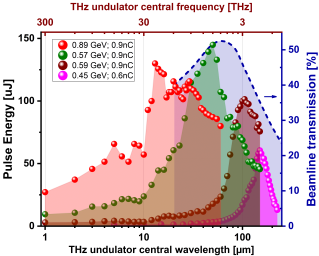 THz undulator central frequency [THz]
300 30 3
150
100
50
0
Pulse Energy [uJ]
0.89 GeV; 0.9nC
0.57 GeV; 0.9nC
0.59 GeV; 0.9nC
0.45 GeV; 0.6nC
50
40
30
20
10
0
Beamline transmission [%]
1 10 100
THz undulator central wavelength [μm]